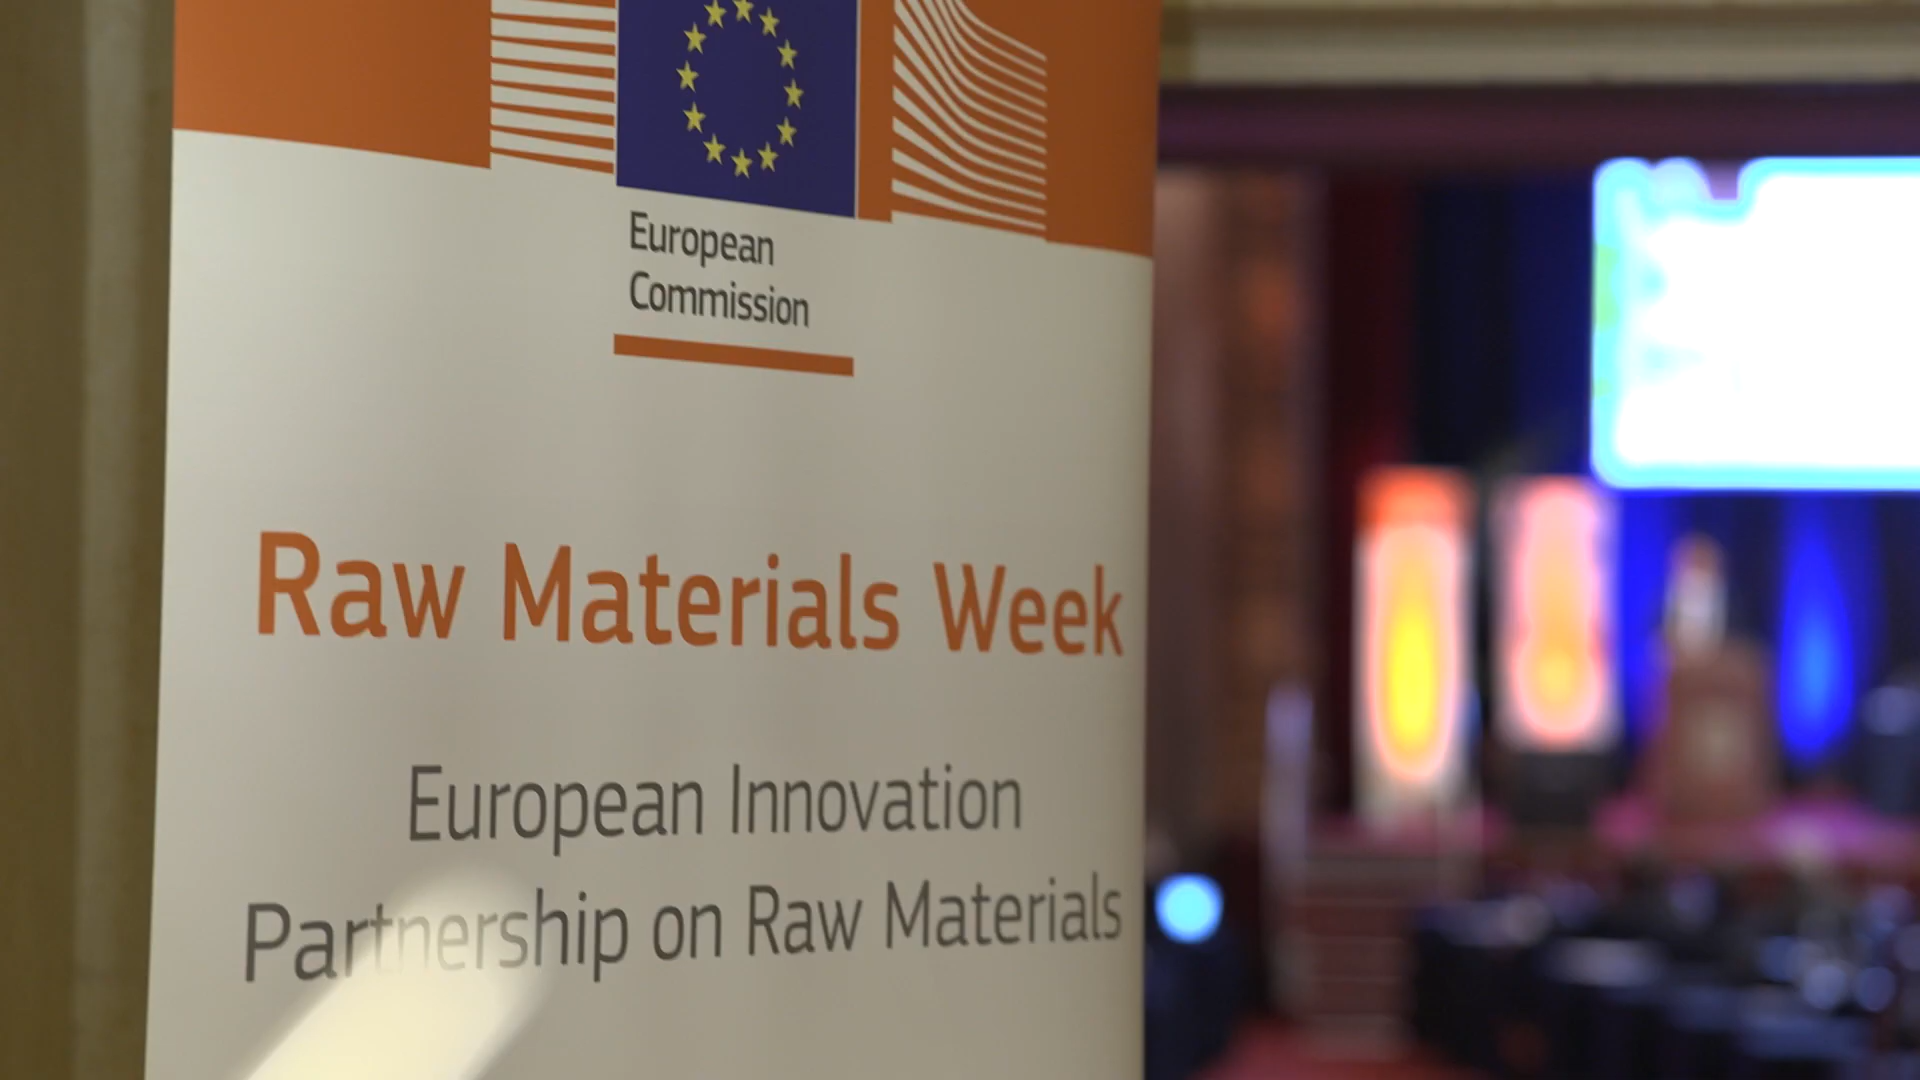 European
Commission
Raw Materials Week
European Innovation
Partnership on Raw Materials